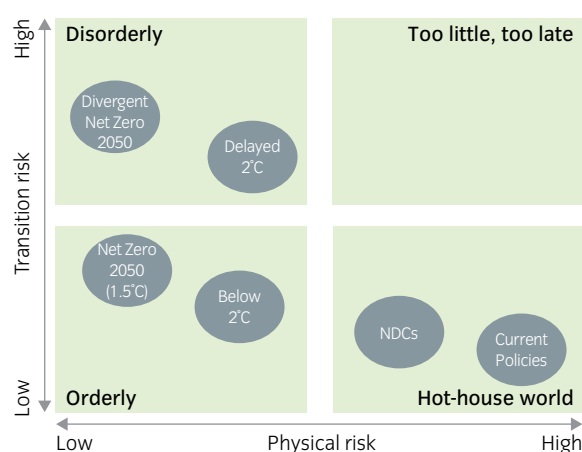 High
Disorderly
Too little, too late
Divergent
Net Zero
2050
Delayed
2°C
Transition risk
Net Zero
2050
(1.5°C)
Below
2°C
NDCs
Current
Policies
Low
Orderly
Hot-house world
Low
Physical risk
High